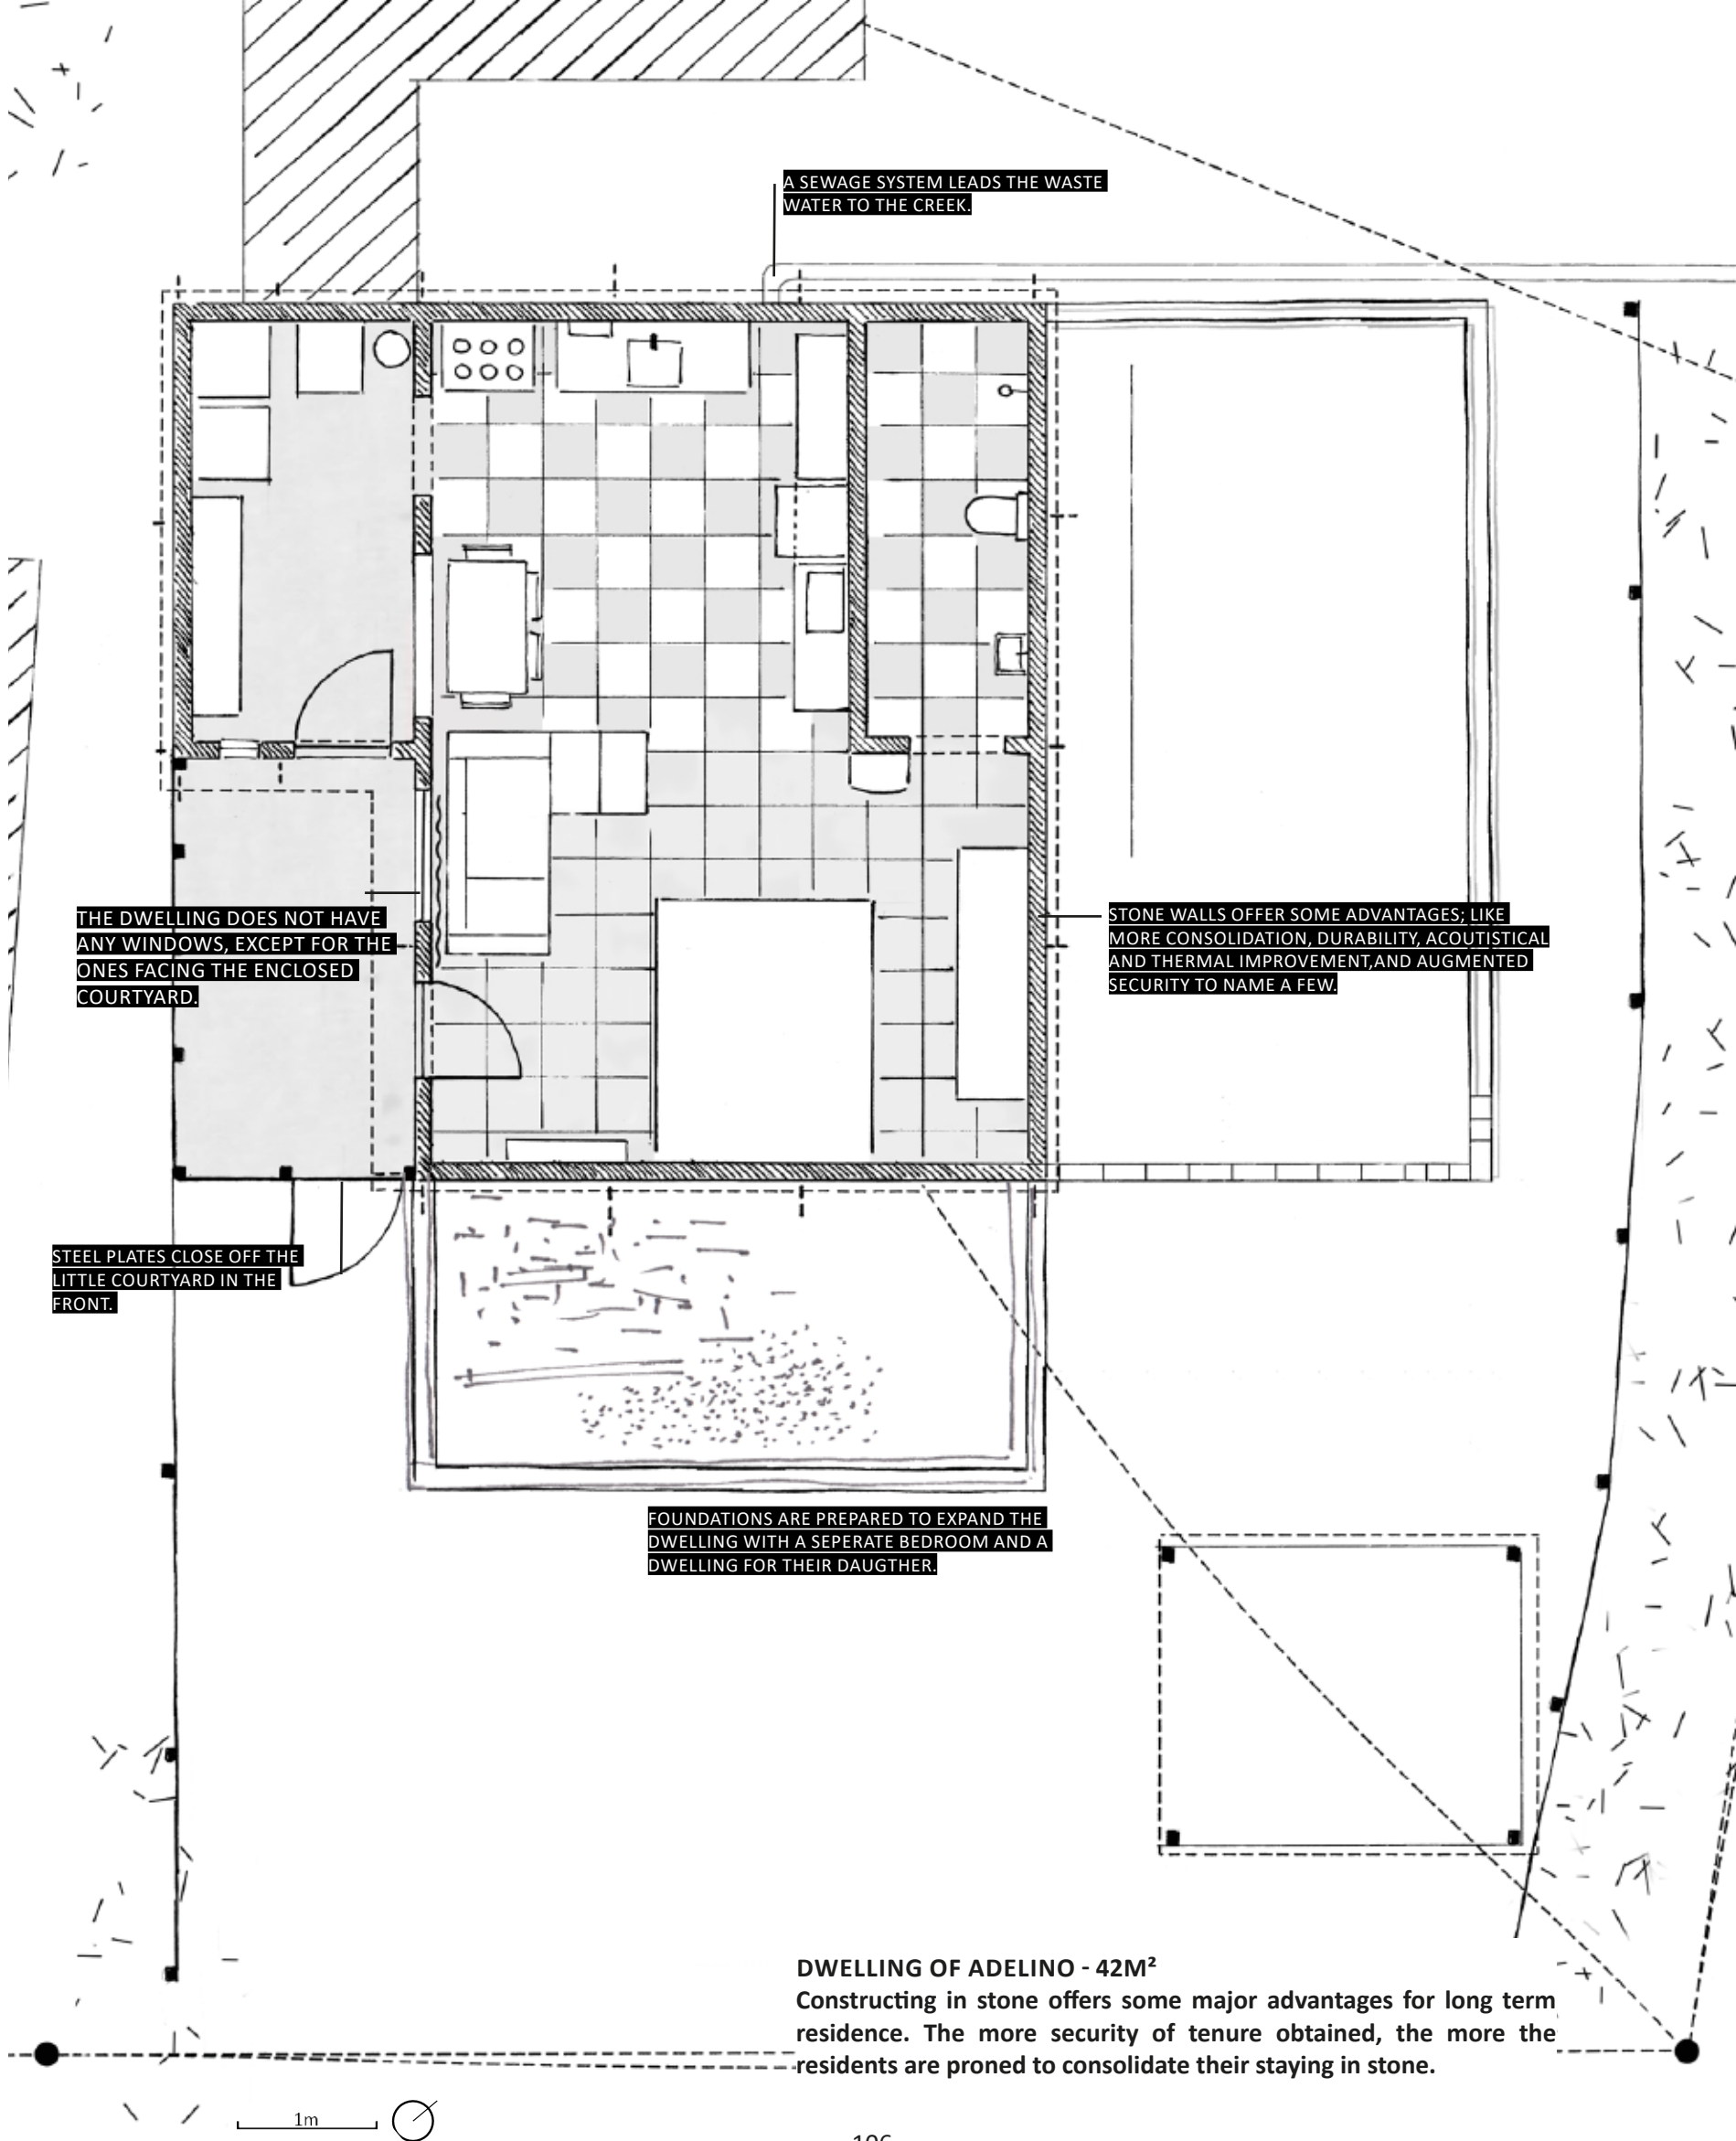 A SEWAGE SYSTEM LEADS THE WASTE
WATER TO THE CREEK.
THE DWELLING DOES NOT HAVE
ANY WINDOWS, EXCEPT FOR THE
ONES FACING THE ENCLOSED
COURTYARD.
STONE WALLS OFFER SOME ADVANTAGES; LIKE
MORE CONSOLIDATION, DURABILITY, ACOUTISTICAL
AND THERMAL IMPROVEMENT,AND AUGMENTED
SECURITY TO NAME A FEW.
STEEL PLATES CLOSE OFF THE
LITTLE COURTYARD IN THE
FRONT.
FOUNDATIONS ARE PREPARED TO EXPAND THE
DWELLING WITH A SEPERATE BEDROOM AND A
DWELLING FOR THEIR DAUGTHER.
DWELLING OF ADELINO - 42M²
Constructing in stone offers some major advantages for long term
residence. The more security of tenure obtained, the more the
residents are proned to consolidate their staying in stone.
1m